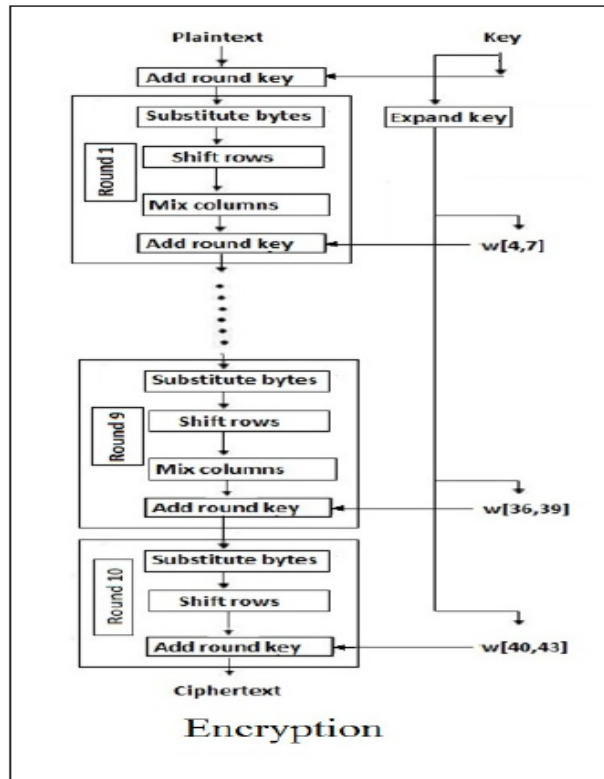 Plaintext
Key
Add round key
Substitute bytes
Expand key
Round 1
Shift rows
Mix columns
Add round key
w[4,7]
Substitute bytes
Round 9
Shift rows
Mix columns
Add round key
w[36,39]
Substitute bytes
Round 10
Shift rows
Add round key
w[40,43]
Ciphertext
Encryption